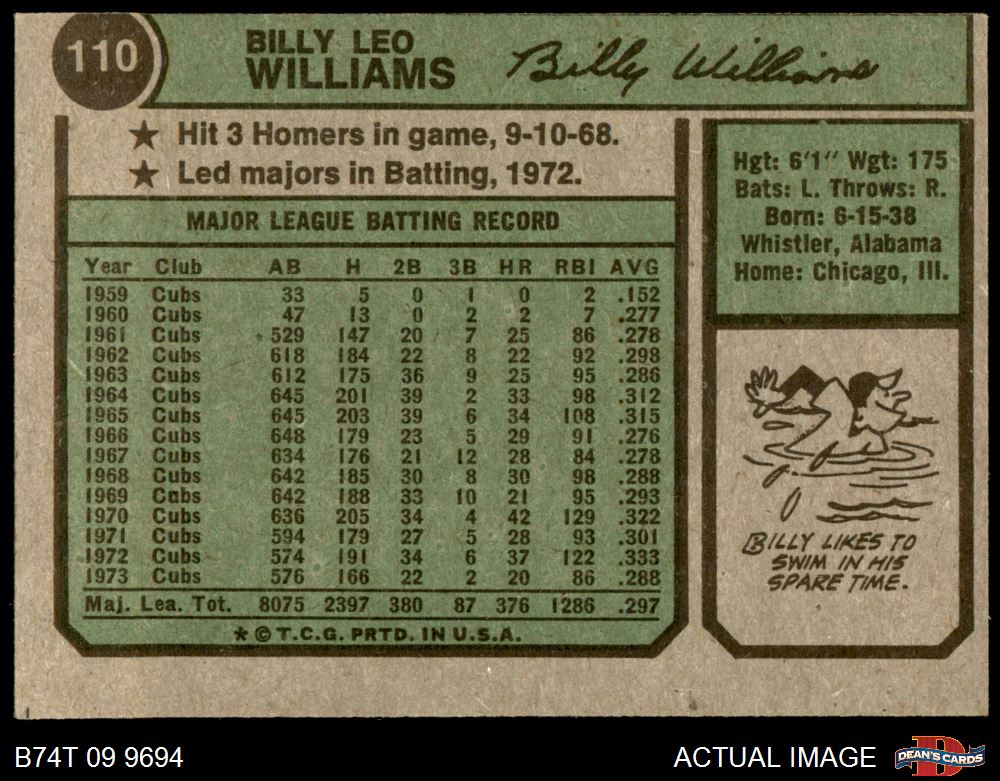 110
BILLY LEO
WILLIAMS
Billy Williams
★ Hit 3 Homers in game, 9-10-68.
★ Led majors in Batting, 1972.
MAJOR LEAGUE BATTING RECORD
Year Club AB H 2B 3B HR RBI AVG
1959 Cubs 33 5 0 1 0 2 .152
1960 Cubs 47 13 0 2 2 7 .277
1961 Cubs 529 147 20 7 25 86 .278
1962 Cubs 618 184 22 8 22 92 .298
1963 Cubs 612 175 36 9 25 95 .286
1964 Cubs 645 201 39 2 33 98 .312
1965 Cubs 645 203 39 6 34 108 .315
1966 Cubs 648 179 23 5 29 91 .276
1967 Cubs 634 176 21 12 28 84 .278
1968 Cubs 642 185 30 8 30 98 .288
1969 Cubs 642 188 33 10 21 95 .293
1970 Cubs 636 205 34 4 42 129 .322
1971 Cubs 594 179 27 5 28 93 .301
1972 Cubs 574 191 34 6 37 122 .333
1973 Cubs 576 166 22 2 20 86 .288
Maj. Lea. Tot. 8075 2397 380 87 376 1286 .297
* © T.C.G. PRTD. IN U.S.A.
Hgt: 6'1" Wgt: 175
Bats: L. Throws: R.
Born: 6-15-38
Whistler, Alabama
Home: Chicago, Ill.
BILLY LIKES TO
SWIM IN HIS
SPARE TIME.
B74T 09 9694
ACTUAL IMAGE
D
DEAN'S CARDS